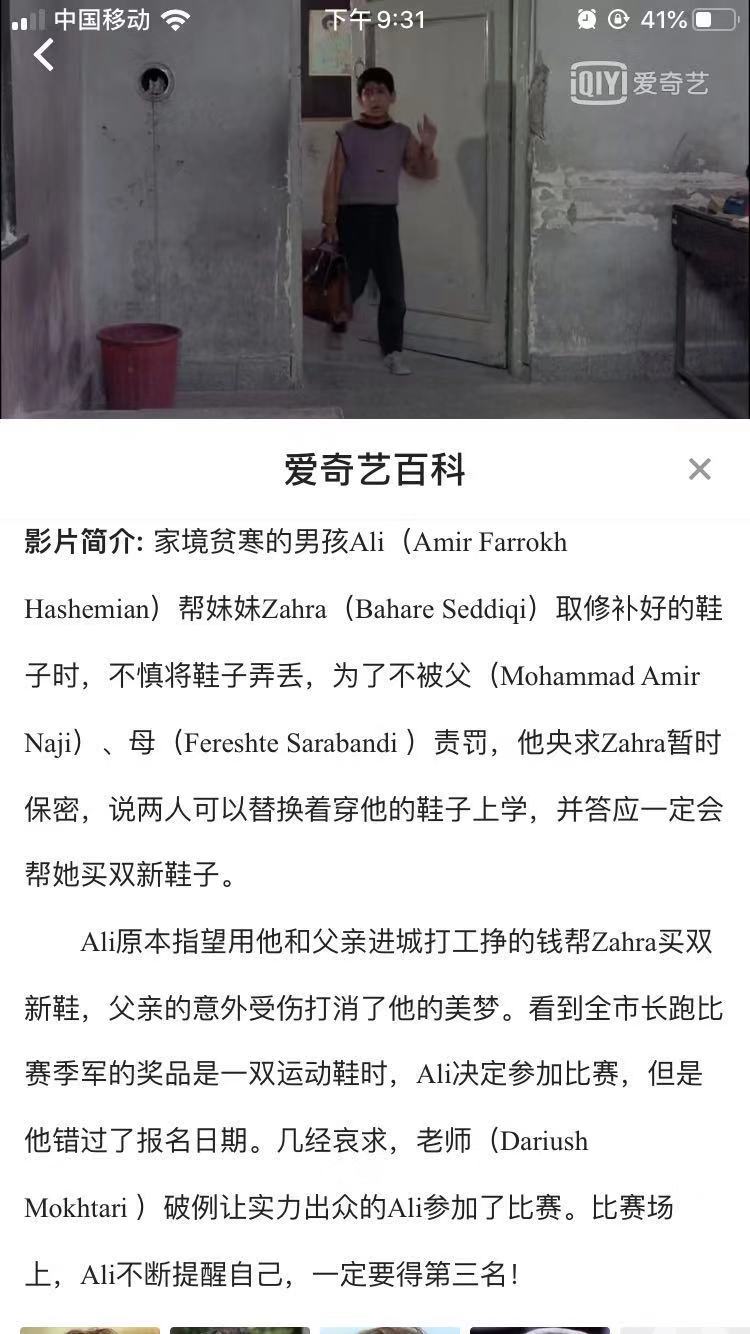 中国移动 下午9:31 41%
iQIYI 爱奇艺
爱奇艺百科
影片简介: 家境贫寒的男孩Ali（Amir Farrokh
Hashemian）帮妹妹Zahra（Bahare Seddiqi）取修补好的鞋
子时，不慎将鞋子弄丢，为了不被父（Mohammad Amir
Naji）、母（Fereshte Sarabandi ）责罚，他央求Zahra暂时
保密，说两人可以替换着穿他的鞋子上学，并答应一定会
帮她买双新鞋子。
Ali原本指望用他和父亲进城打工挣的钱帮Zahra买双
新鞋，父亲的意外受伤打消了他的美梦。看到全市长跑比
赛季军的奖品是一双运动鞋时，Ali决定参加比赛，但是
他错过了报名日期。几经哀求，老师（Dariush
Mokhtari ）破例让实力出众的Ali参加了比赛。比赛场
上，Ali不断提醒自己，一定要得第三名！